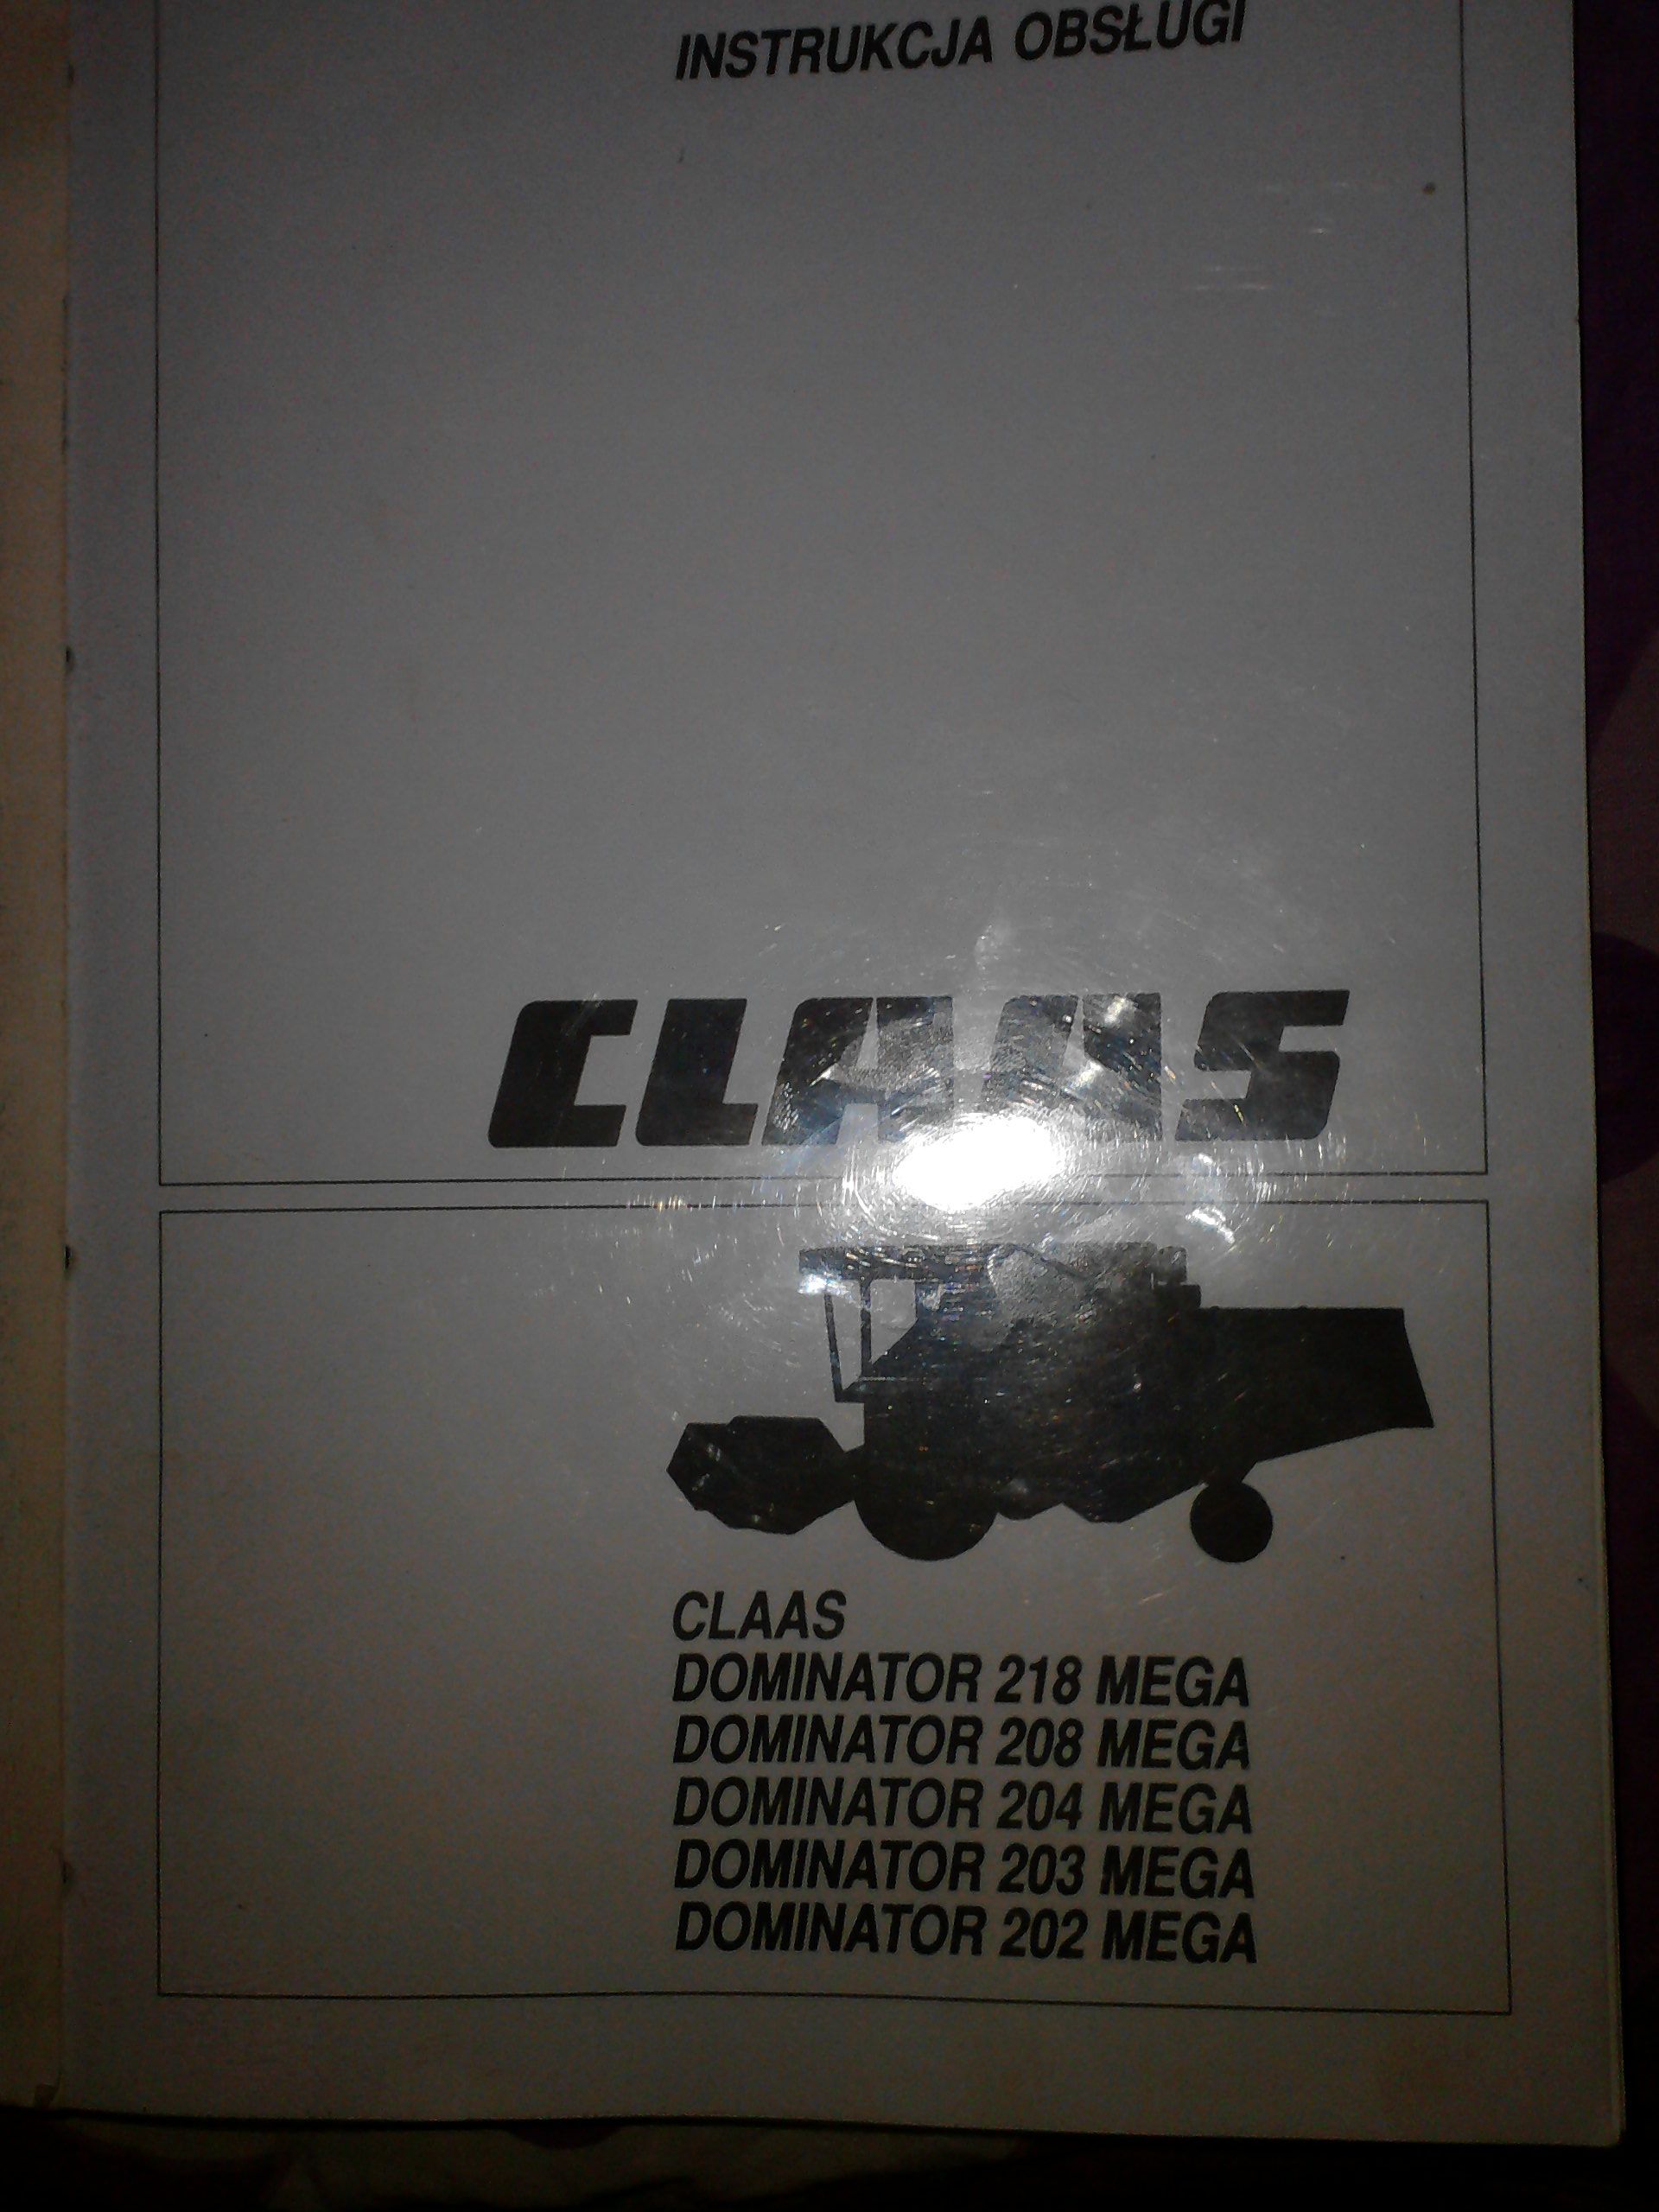 INSTRUKCJA OBSŁUGI
CLAAS
CLAAS
DOMINATOR 218 MEGA
DOMINATOR 208 MEGA
DOMINATOR 204 MEGA
DOMINATOR 203 MEGA
DOMINATOR 202 MEGA